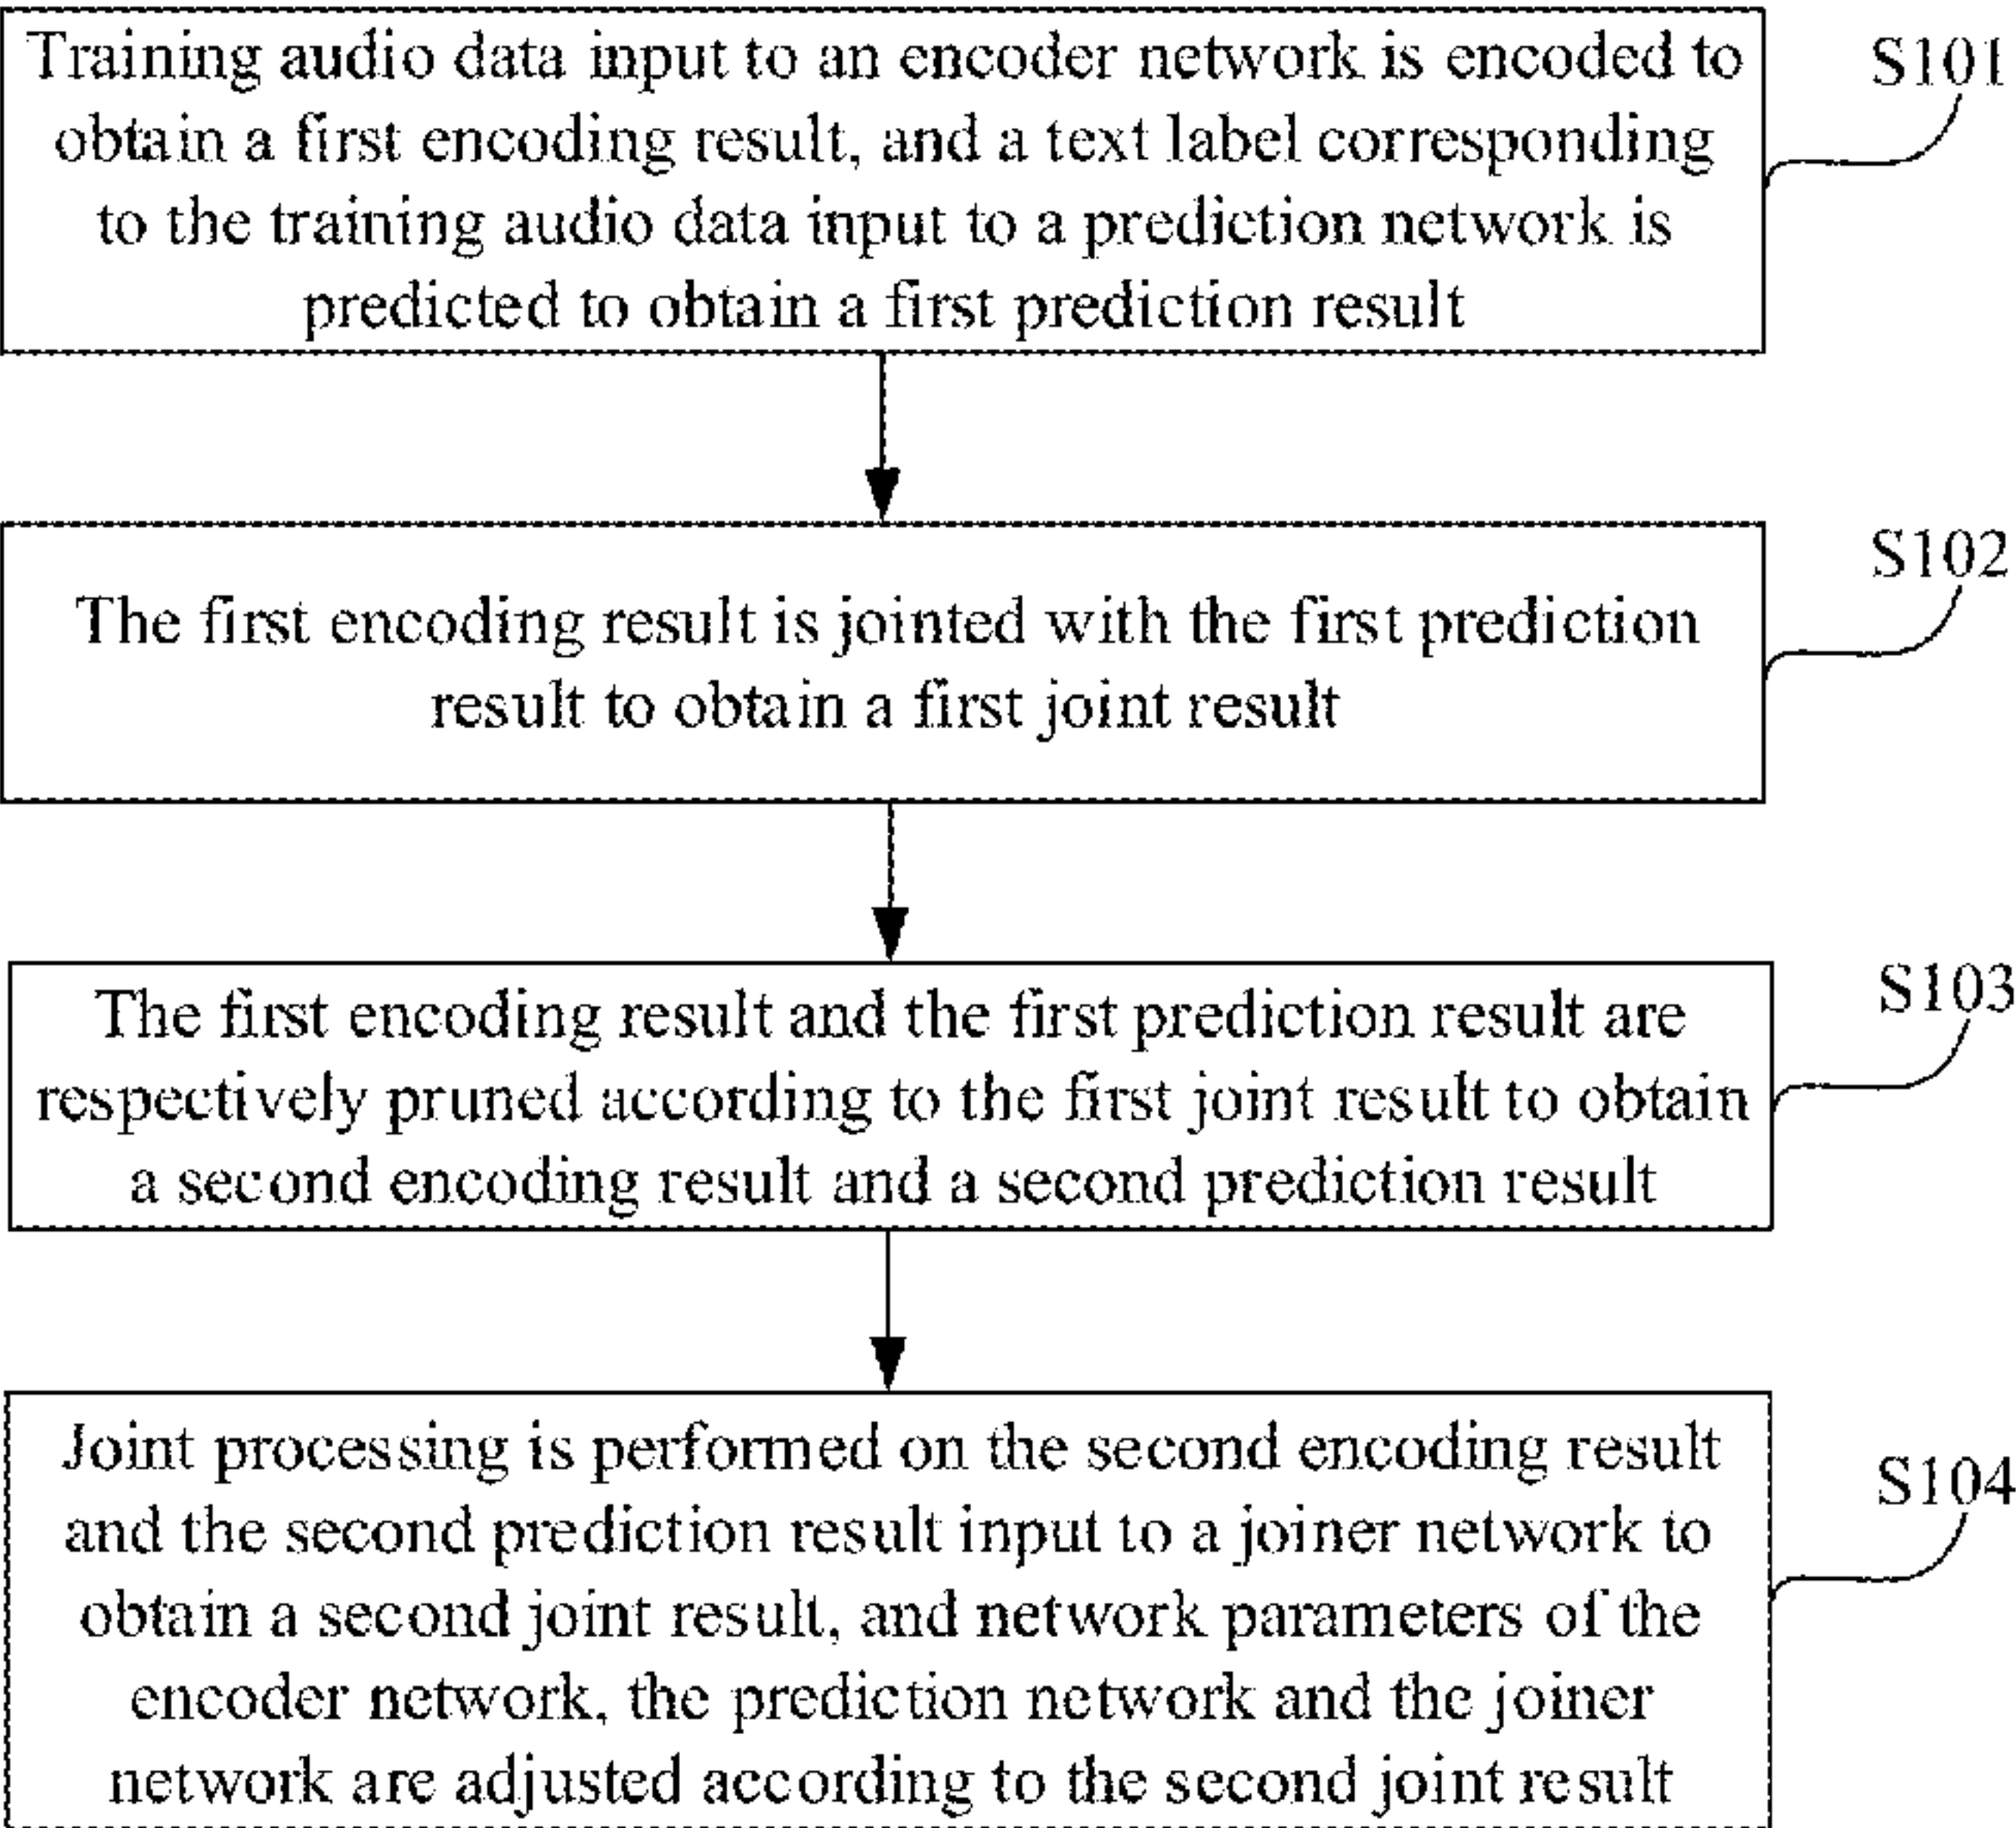 Training audio data input to an encoder network is encoded to
obtain a first encoding result, and a text label corresponding
to the training audio data input to a prediction network is
predicted to obtain a first prediction result
S101
The first encoding result is jointed with the first prediction
result to obtain a first joint result
S102
The first encoding result and the first prediction result are
respectively pruned according to the first joint result to obtain
a second encoding result and a second prediction result
S103
Joint processing is performed on the second encoding result
and the second prediction result input to a joiner network to
obtain a second joint result, and network parameters of the
encoder network, the prediction network and the joiner
network are adjusted according to the second joint result
S104